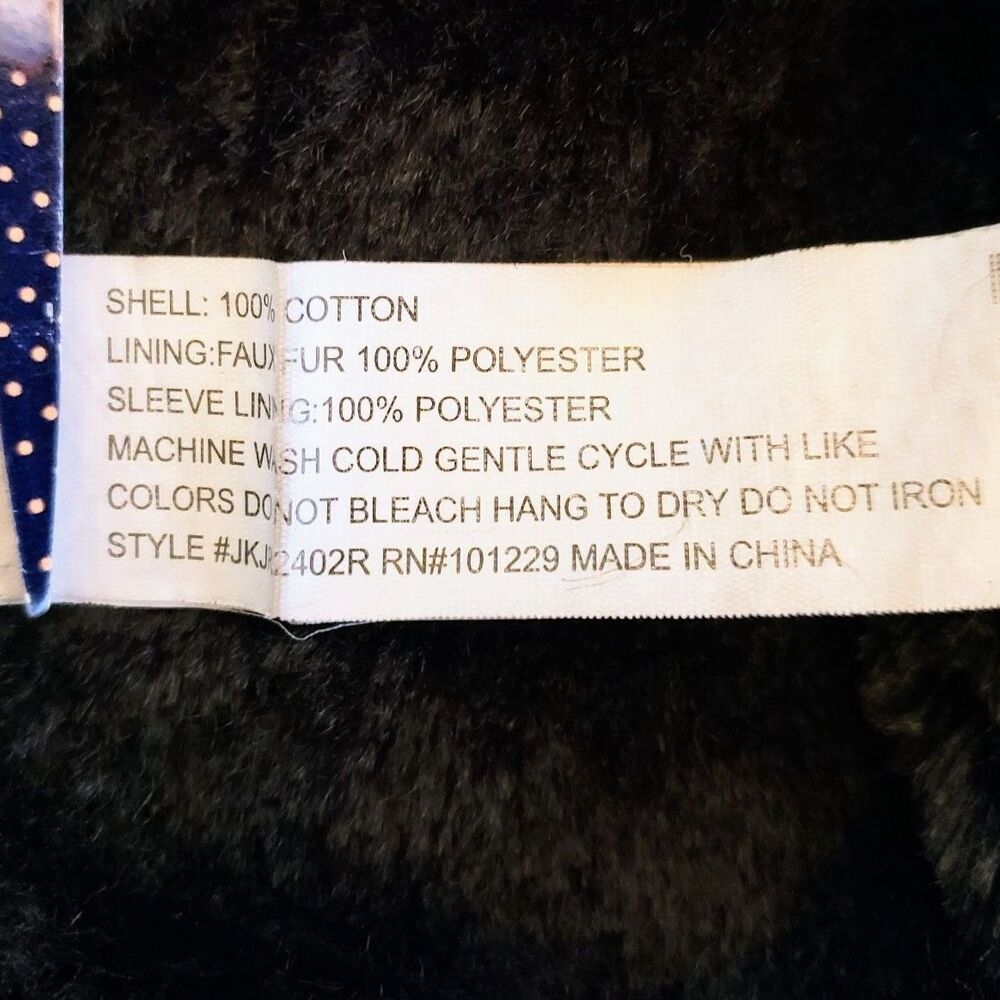 SHELL: 100% COTTON
LINING:FAUX FUR 100% POLYESTER
SLEEVE LINING:100% POLYESTER
MACHINE WASH COLD GENTLE CYCLE WITH LIKE
COLORS DO NOT BLEACH HANG TO DRY DO NOT IRON
RN#101229 MADE IN CHINA